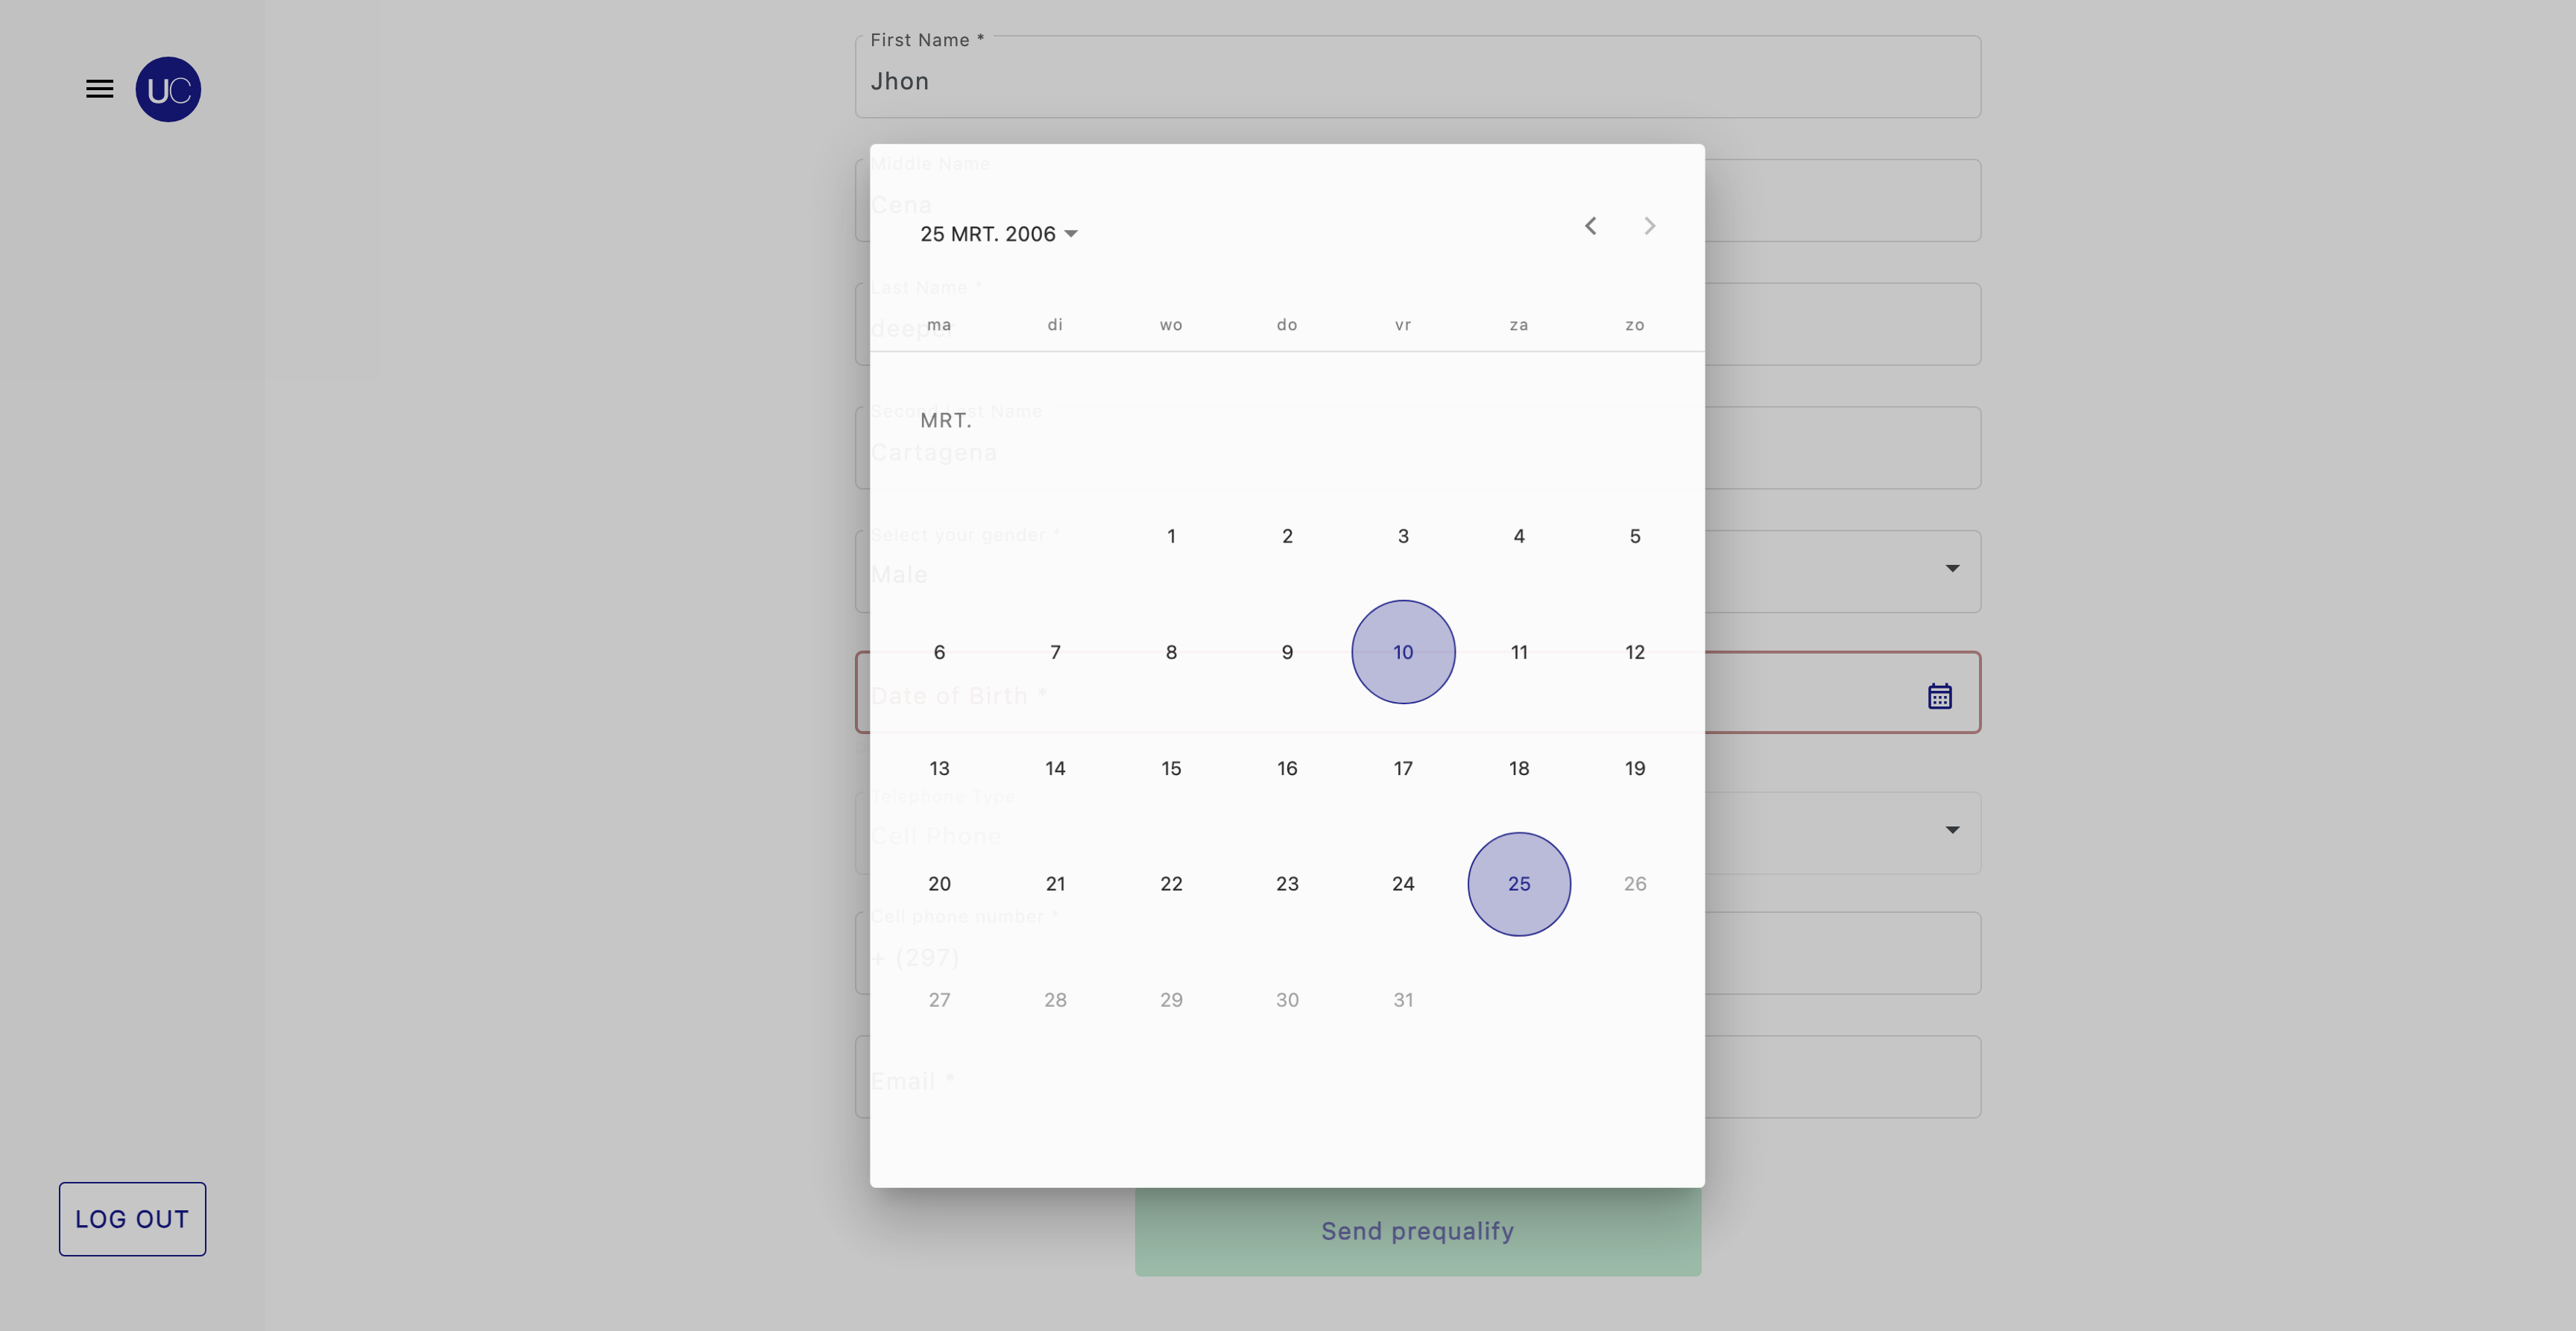 First Name *
Jhon
UC
Middle Name
Cena
25 MRT. 2006
Last Name *
deeper
ma di wo do vr za zo
Second Last Name
MRT.
Cartagena
1 2 3 4 5
Select your gender *
Male
6 7 8 9 10 11 12
Date of Birth *
13 14 15 16 17 18 19
Telephone Type
Cell Phone
20 21 22 23 24 25 26
Cell phone number *
+ (297)
27 28 29 30 31
Email *
LOG OUT
Send prequalify